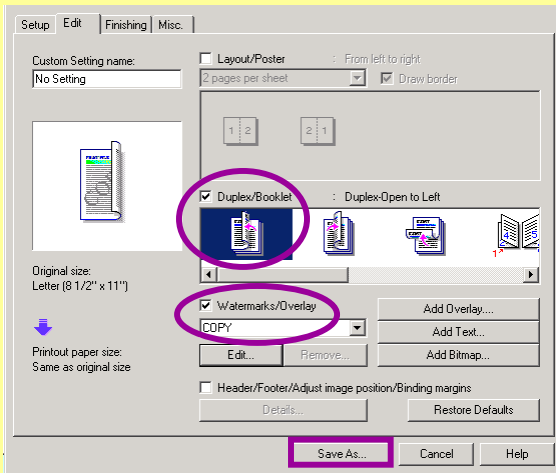 Setup Edit Finishing Misc.
Custom Setting name:
No Setting
Layout/Poster : From left to right
2 pages per sheet Draw border
1 2 2 1
Duplex/Booklet : Duplex-Open to Left
Original size:
Letter (8 1/2" x 11")
Watermarks/Overlay
COPY
Add Overlay....
Add Text...
Edit... Remove... Add Bitmap...
Printout paper size:
Same as original size
Header/Footer/Adjust image position/Binding margins
Details... Restore Defaults
Save As... Cancel Help